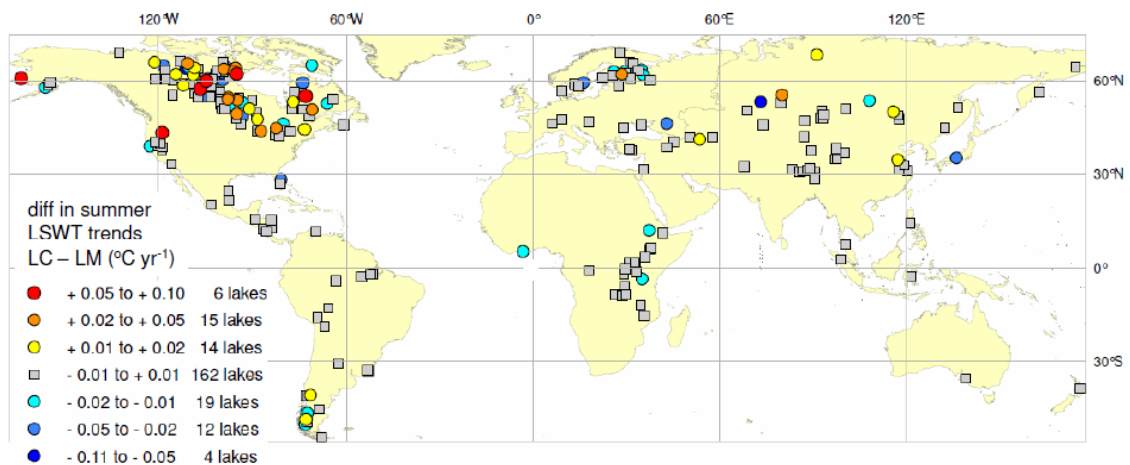 120°W 60°W 0° 60°E 120°E
60°N
30°N
0°
30°S
diff in summer
LSWT trends
LC – LM (°C yr⁻¹)
+ 0.05 to + 0.10 6 lakes
+ 0.02 to + 0.05 15 lakes
+ 0.01 to + 0.02 14 lakes
- 0.01 to + 0.01 162 lakes
- 0.02 to - 0.01 19 lakes
- 0.05 to - 0.02 12 lakes
- 0.11 to - 0.05 4 lakes